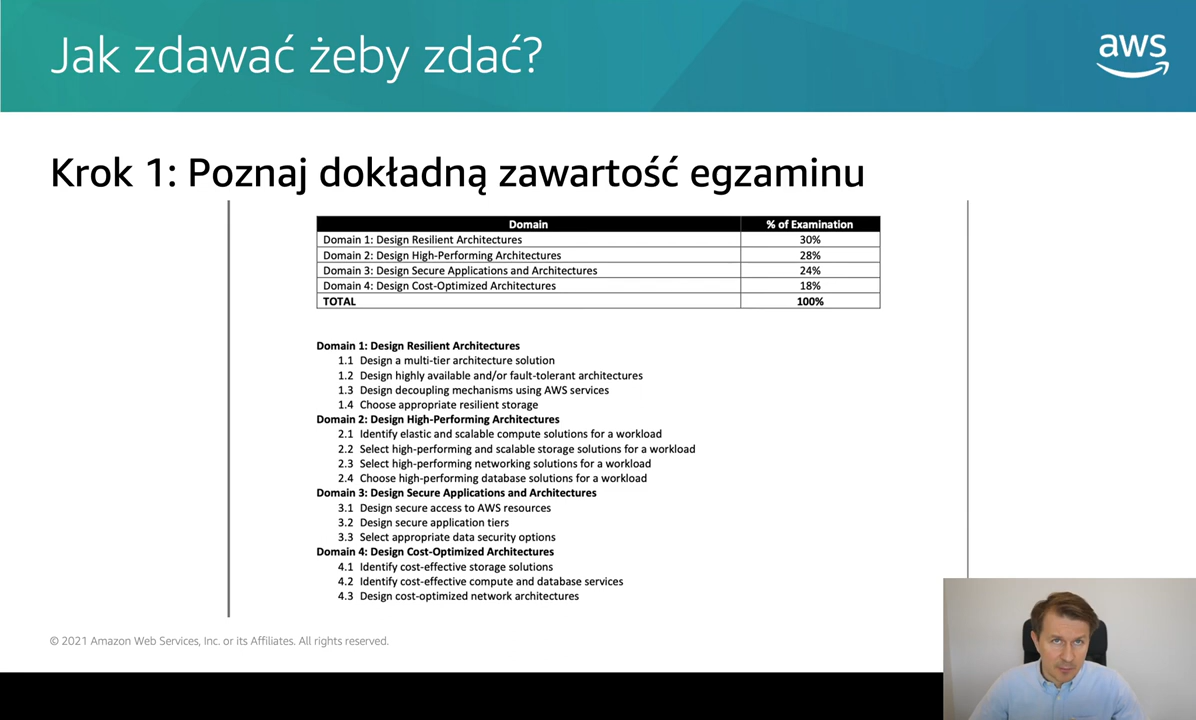 Jak zdawać żeby zdać?
aws
Krok 1: Poznaj dokładną zawartość egzaminu
Domain % of Examination
Domain 1: Design Resilient Architectures 30%
Domain 2: Design High-Performing Architectures 28%
Domain 3: Design Secure Applications and Architectures 24%
Domain 4: Design Cost-Optimized Architectures 18%
TOTAL 100%
Domain 1: Design Resilient Architectures
1.1 Design a multi-tier architecture solution
1.2 Design highly available and/or fault-tolerant architectures
1.3 Design decoupling mechanisms using AWS services
1.4 Choose appropriate resilient storage
Domain 2: Design High-Performing Architectures
2.1 Identify elastic and scalable compute solutions for a workload
2.2 Select high-performing and scalable storage solutions for a workload
2.3 Select high-performing networking solutions for a workload
2.4 Choose high-performing database solutions for a workload
Domain 3: Design Secure Applications and Architectures
3.1 Design secure access to AWS resources
3.2 Design secure application tiers
3.3 Select appropriate data security options
Domain 4: Design Cost-Optimized Architectures
4.1 Identify cost-effective storage solutions
4.2 Identify cost-effective compute and database services
4.3 Design cost-optimized network architectures
© 2021 Amazon Web Services, Inc. or its Affiliates. All rights reserved.